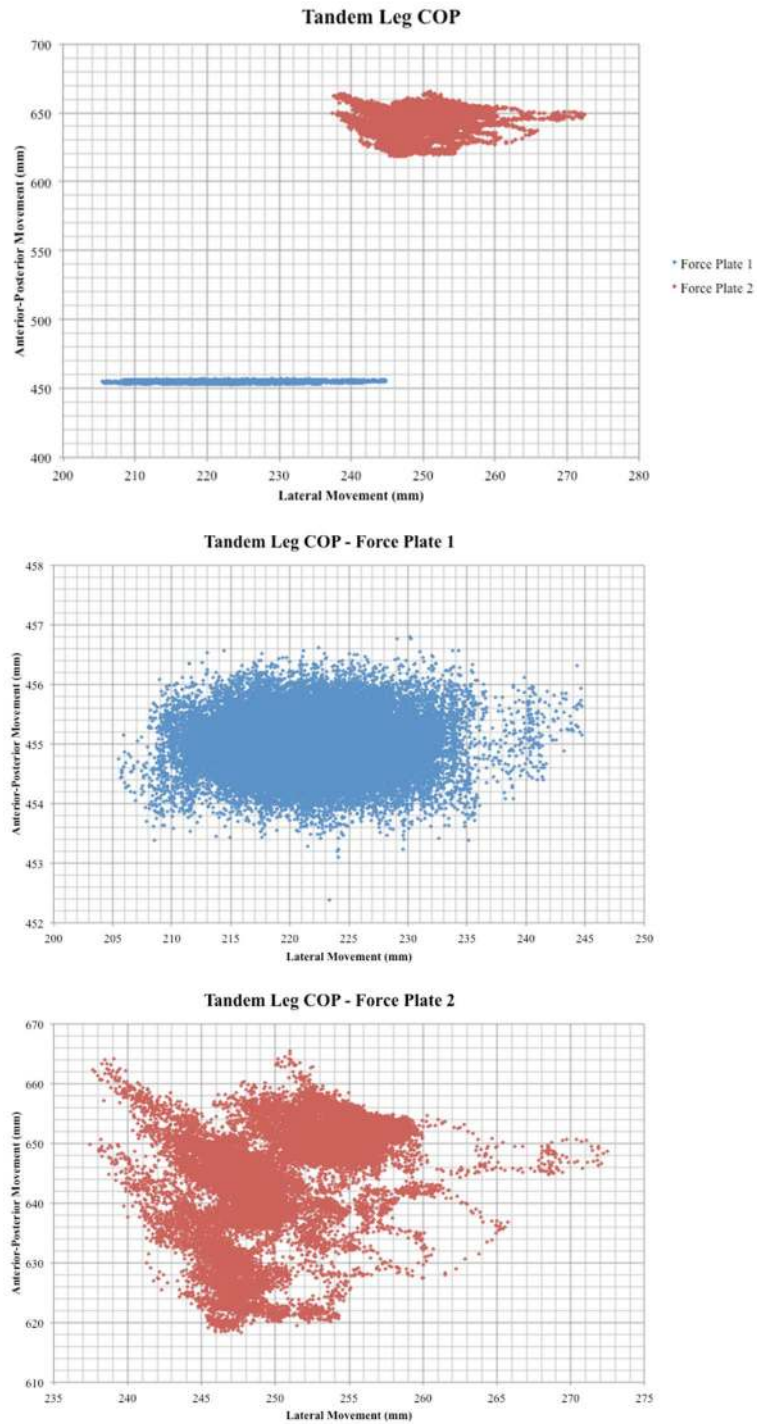 Tandem Leg COP
700
650
600
550
500
450
400
Anterior-Posterior Movement (mm)
200 210 220 230 240 250 260 270 280
Lateral Movement (mm)
Force Plate 1
Force Plate 2
Tandem Leg COP - Force Plate 1
458
457
456
455
454
453
452
Anterior-Posterior Movement (mm)
200 205 210 215 220 225 230 235 240 245 250
Lateral Movement (mm)
Tandem Leg COP - Force Plate 2
670
660
650
640
630
620
610
Anterior-Posterior Movement (mm)
235 240 245 250 255 260 265 270 275
Lateral Movement (mm)